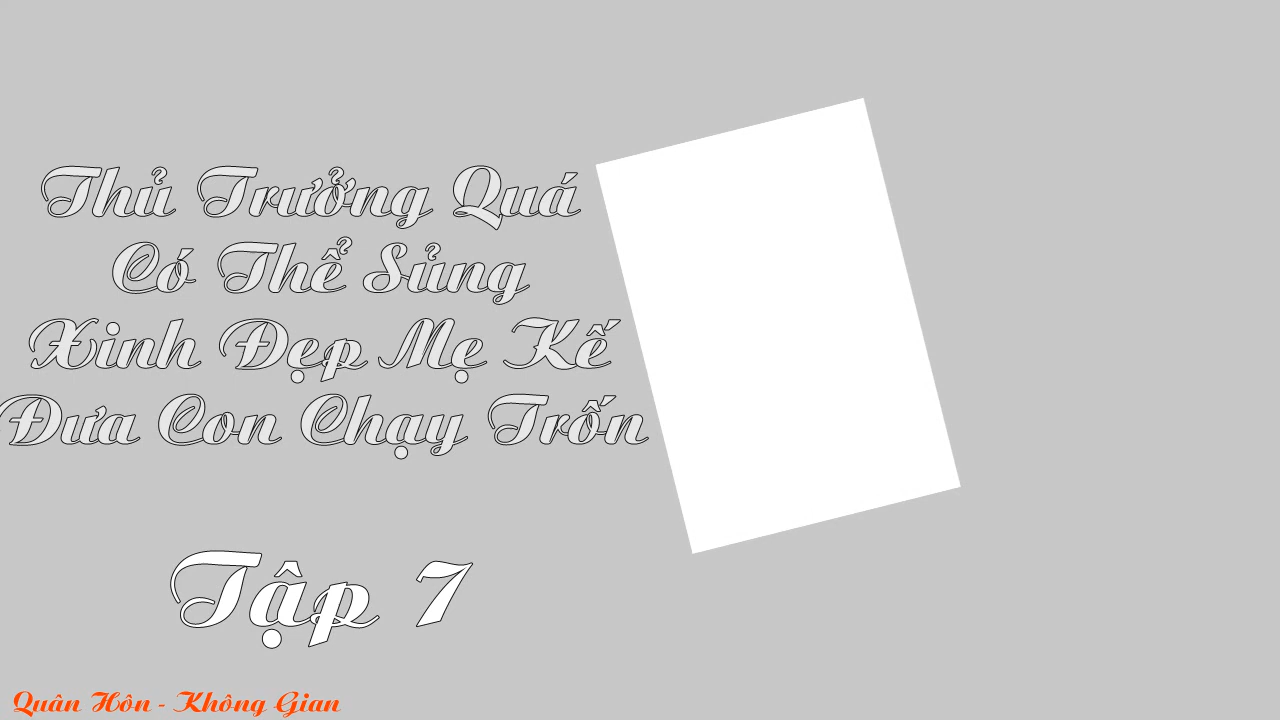 Thủ Trưởng Quá
Có Thể Sủng
Xinh Đẹp Mẹ Kế
Đưa Con Chạy Trốn
Tập 7
Quân Hôn - Không Gian